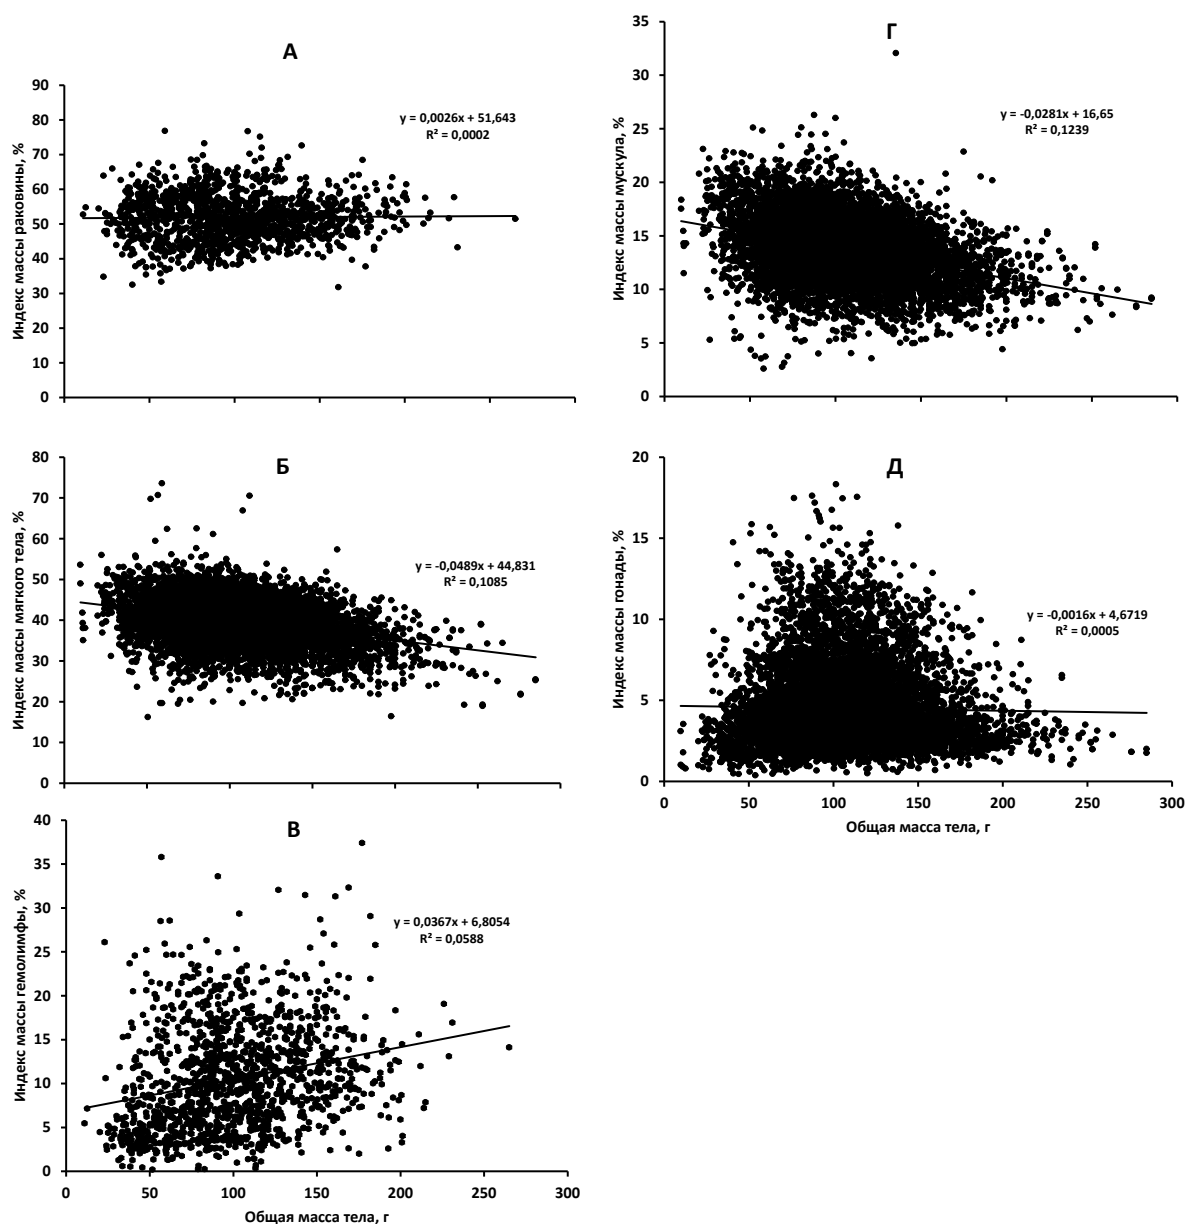 А
Индекс массы раковины, %
90
80
70
60
50
40
30
20
10
0
y = 0,0026x + 51,643
R² = 0,0002
Б
Индекс массы мягкого тела, %
80
70
60
50
40
30
20
10
0
y = -0,0489x + 44,831
R² = 0,1085
В
Индекс массы гемолимфы, %
40
35
30
25
20
15
10
5
0
y = 0,0367x + 6,8054
R² = 0,0588
0 50 100 150 200 250 300
Общая масса тела, г
Г
Индекс массы мускула, %
35
30
25
20
15
10
5
0
y = -0,0281x + 16,65
R² = 0,1239
Д
Индекс массы гонады, %
20
15
10
5
0
y = -0,0016x + 4,6719
R² = 0,0005
0 50 100 150 200 250 300
Общая масса тела, г